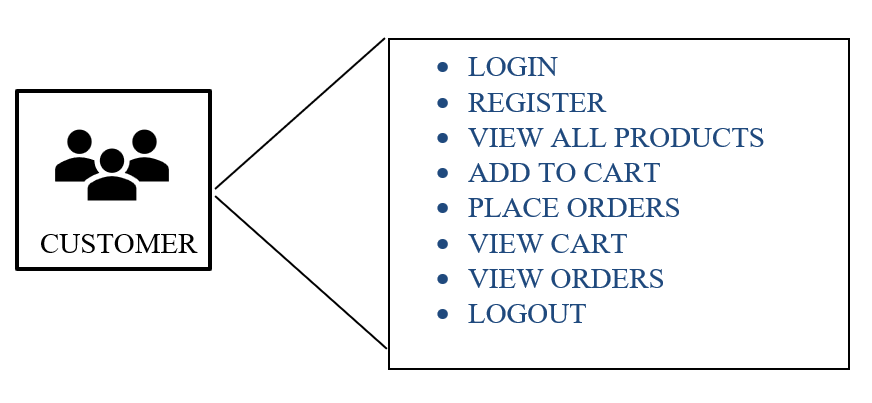 CUSTOMER
• LOGIN
• REGISTER
• VIEW ALL PRODUCTS
• ADD TO CART
• PLACE ORDERS
• VIEW CART
• VIEW ORDERS
• LOGOUT